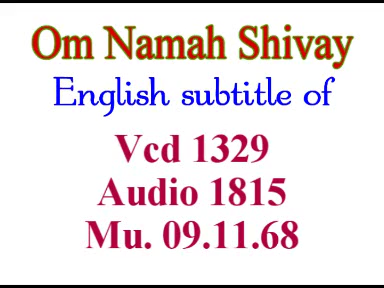 Om Namah Shivay
English subtitle of
Vcd 1329
Audio 1815
Mu. 09.11.68